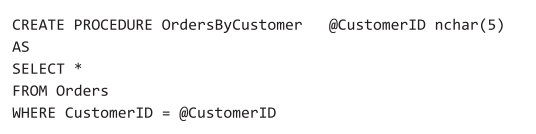 CREATE PROCEDURE OrdersByCustomer   @CustomerID nchar(5)
AS
SELECT *
FROM Orders
WHERE CustomerID = @CustomerID